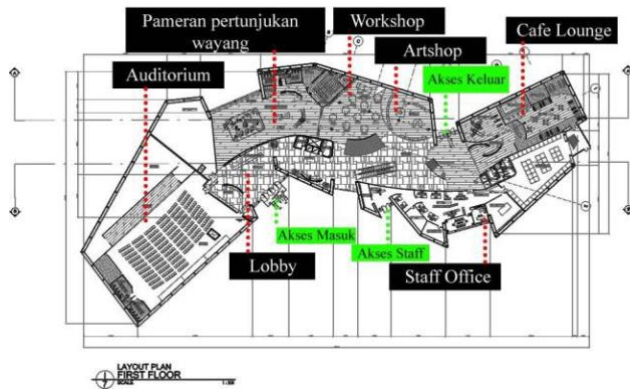 Pameran pertunjukan
wayang
Workshop
Cafe Lounge
Artshop
Auditorium
Akses Keluar
Akses Masuk
Akses Staff
Lobby
Staff Office
LAYOUT PLAN
FIRST FLOOR
SCALE